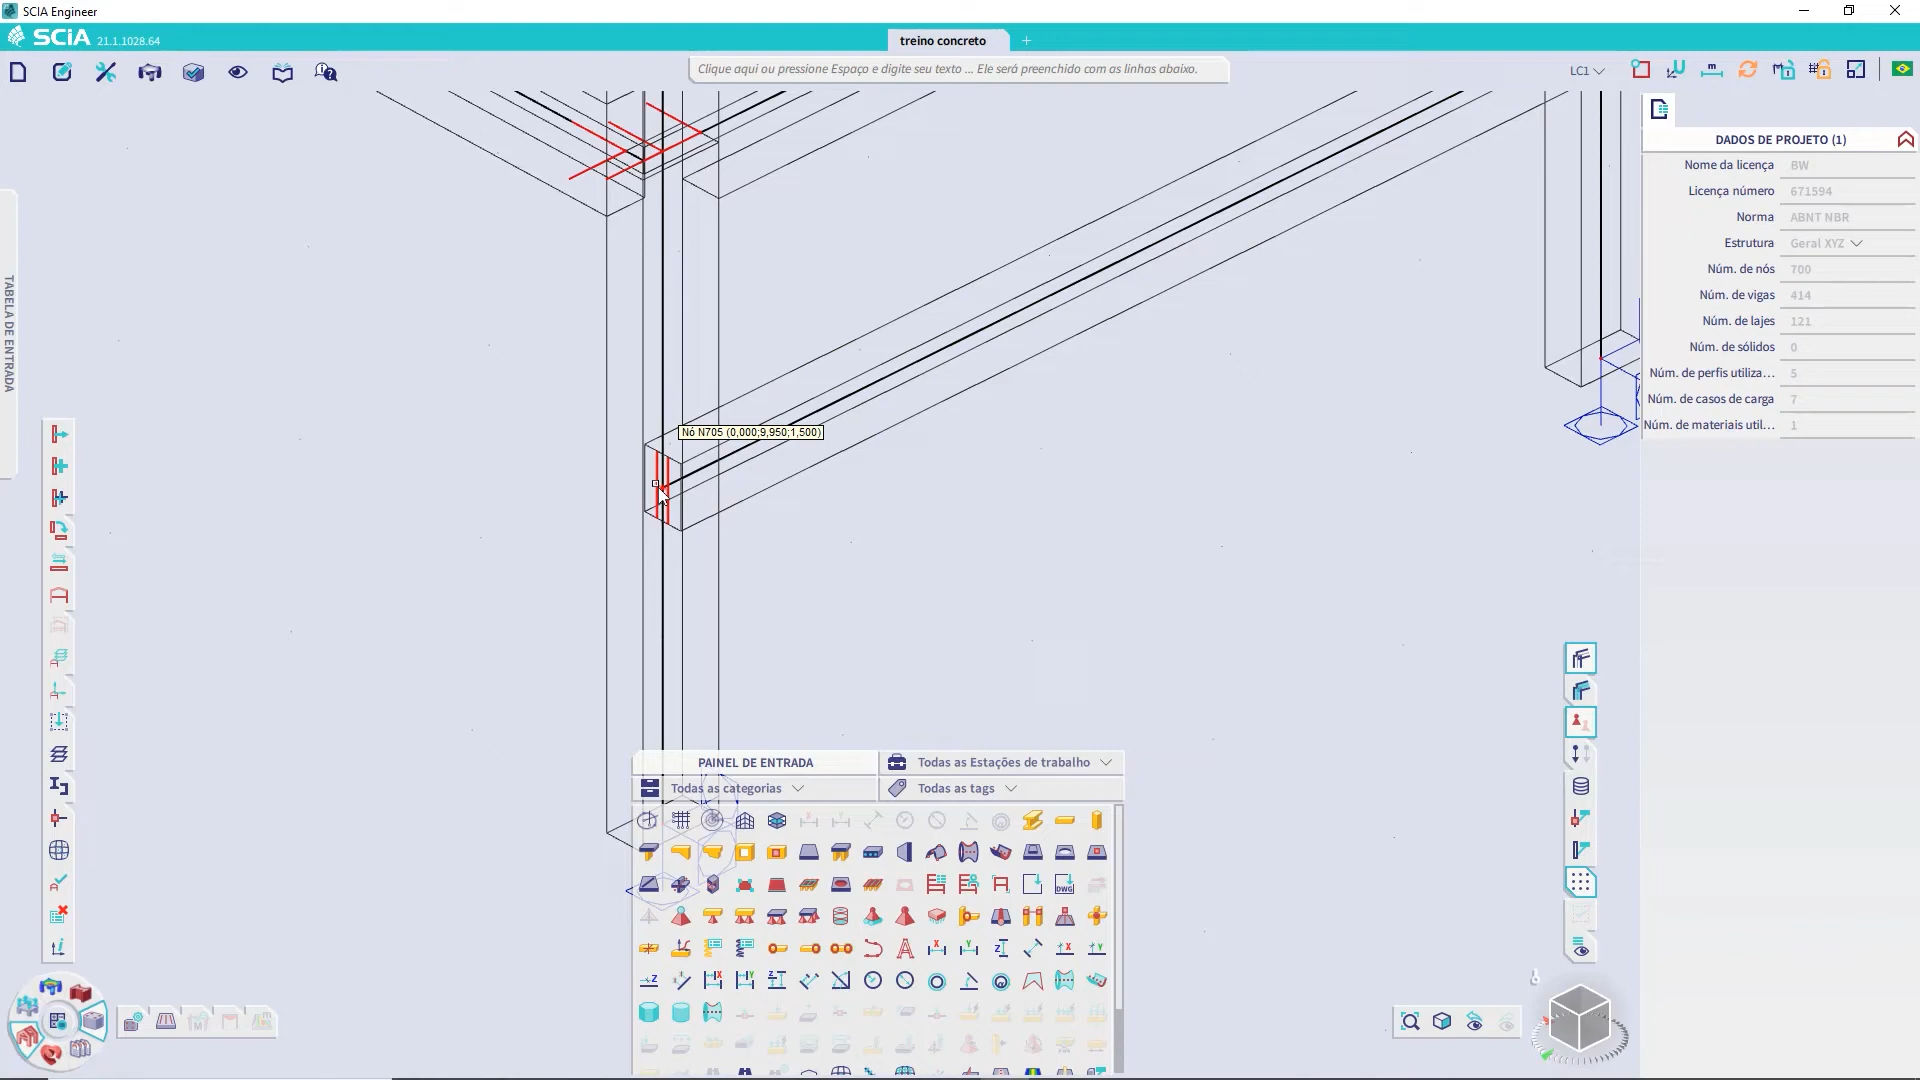 SCIA Engineer
SCIA 21.1.1028.64
treino concreto
Clique aqui ou pressione Espaço e digite seu texto ... Ele será preenchido com as linhas abaixo.
LC1
TABELA DE ENTRADA
Nó N705 (0,000;9,950;1,500)
DADOS DE PROJETO (1)
Nome da licença BW
Licença número 671594
Norma ABNT NBR
Estrutura Geral XYZ
Núm. de nós 700
Núm. de vigas 414
Núm. de lajes 121
Núm. de sólidos 0
Núm. de perfis utiliza... 5
Núm. de casos de carga 7
Núm. de materiais util... 1
PAINEL DE ENTRADA
Todas as Estações de trabalho
Todas as categorias
Todas as tags
DWG